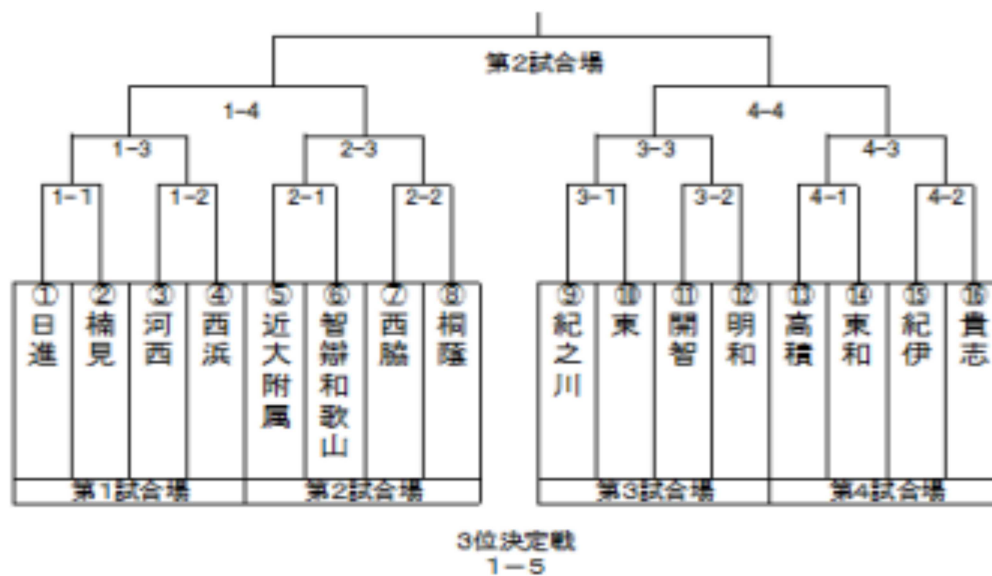 第2試合場
1-4
4-4
1-3
2-3
3-3
4-3
1-1
1-2
2-1
2-2
3-1
3-2
4-1
4-2
①日進
②楠見
③河西
④西浜
⑤近大附属
⑥智辯和歌山
⑦西脇
⑧桐蔭
⑨紀之川
⑩東
⑪開智
⑫明和
⑬高積
⑭東和
⑮紀伊
⑯貴志
第1試合場
第2試合場
第3試合場
第4試合場
3位決定戦
1-5